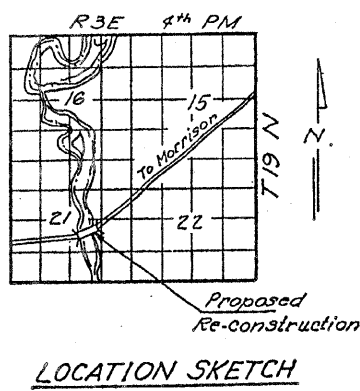 R3E 4th PM
16 15
To Morrison
T19 N
N.
21 22
Proposed
Re-construction
LOCATION SKETCH